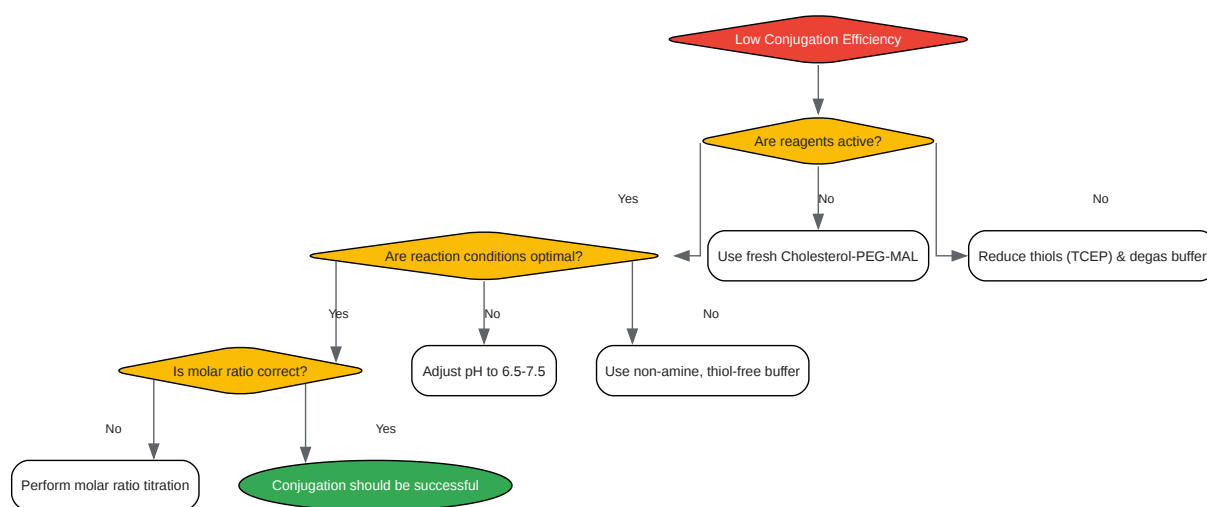 Low Conjugation Efficiency
Are reagents active?
Yes
No
No
Are reaction conditions optimal?
Use fresh Cholesterol-PEG-MAL
Reduce thiols (TCEP) & degas buffer
Yes
No
No
Is molar ratio correct?
Adjust pH to 6.5-7.5
Use non-amine, thiol-free buffer
No
Yes
Perform molar ratio titration
Conjugation should be successful